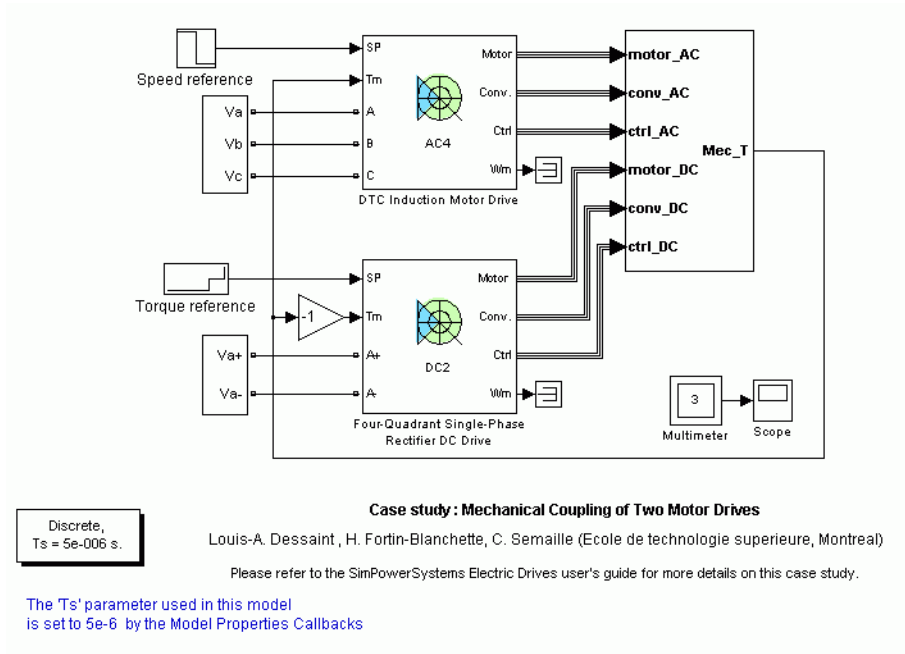 Speed reference
Va
Vb
Vc
SP
Tm
A
B
C
Motor
Conv.
Ctrl
Wm
AC4
DTC Induction Motor Drive
motor_AC
conv_AC
ctrl_AC
motor_DC
conv_DC
ctrl_DC
Mec_T
Torque reference
-1
Va+
Va-
SP
Tm
A+
A-
Motor
Conv.
Ctrl
Wm
DC2
Four-Quadrant Single-Phase
Rectifier DC Drive
3
Multimeter
Scope
Discrete,
Ts = 5e-006 s.
Case study : Mechanical Coupling of Two Motor Drives
Louis-A. Dessaint , H. Fortin-Blanchette, C. Semaille (Ecole de technologie superieure, Montreal)
Please refer to the SimPowerSystems Electric Drives user's guide for more details on this case study.
The 'Ts' parameter used in this model
is set to 5e-6 by the Model Properties Callbacks